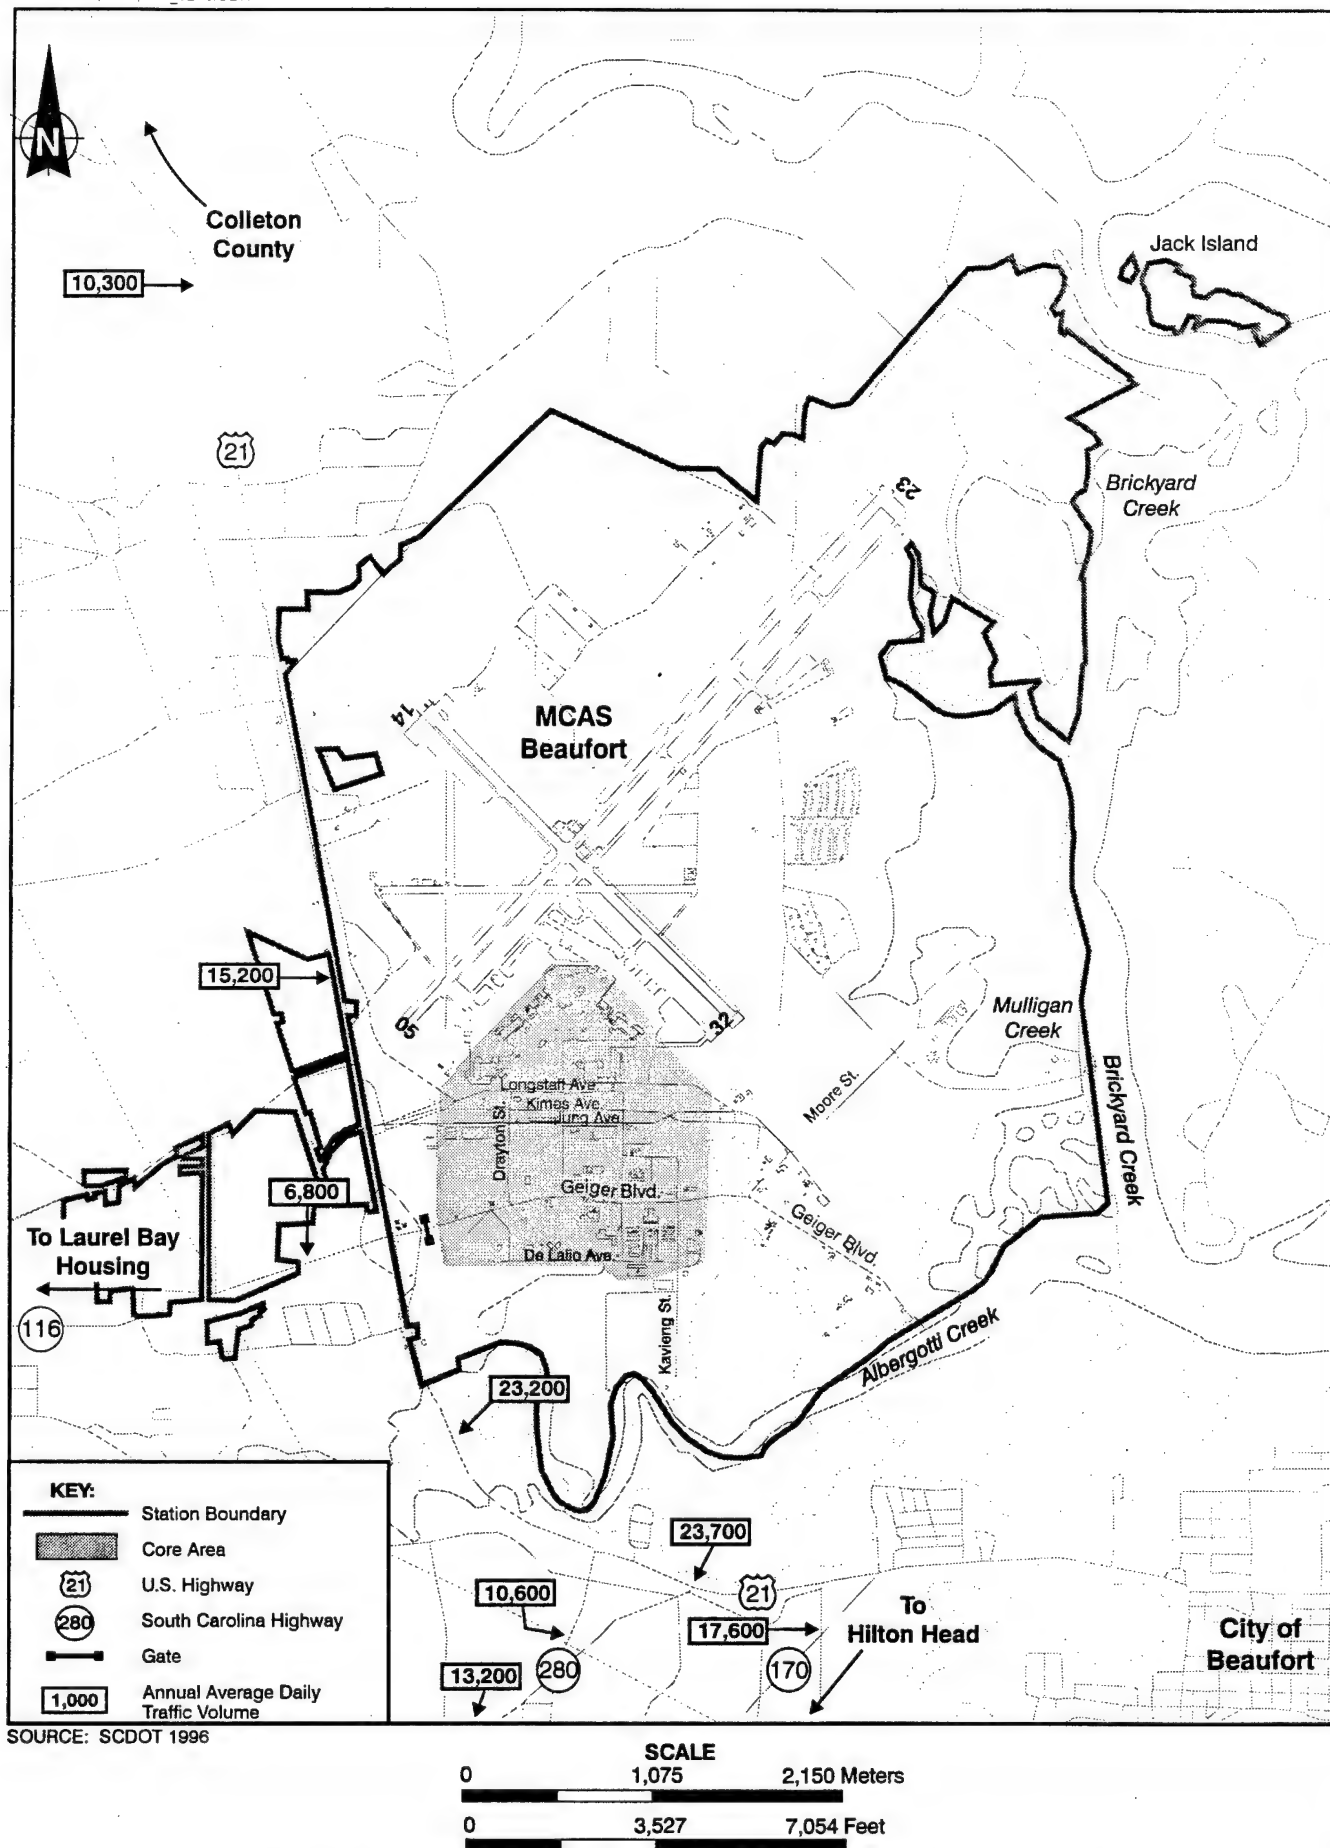 N
Colleton
County
10,300
Jack Island
21
Brickyard
Creek
23
14
MCAS
Beaufort
15,200
05
32
Mulligan
Creek
Longstaff Ave
Kimes Ave
Jung Ave
Drayton St.
Moore St.
Brickyard Creek
6,800
Geiger Blvd.
Geiger Blvd.
To Laurel Bay
Housing
De Lalio Ave.
116
Kavieng St.
Albergotti Creek
23,200
KEY:
Station Boundary
Core Area
21
U.S. Highway
280
South Carolina Highway
Gate
1,000
Annual Average Daily
Traffic Volume
23,700
10,600
21
17,600
To
Hilton Head
City of
Beaufort
13,200
280
170
SOURCE: SCDOT 1996
SCALE
0 1,075 2,150 Meters
0 3,527 7,054 Feet